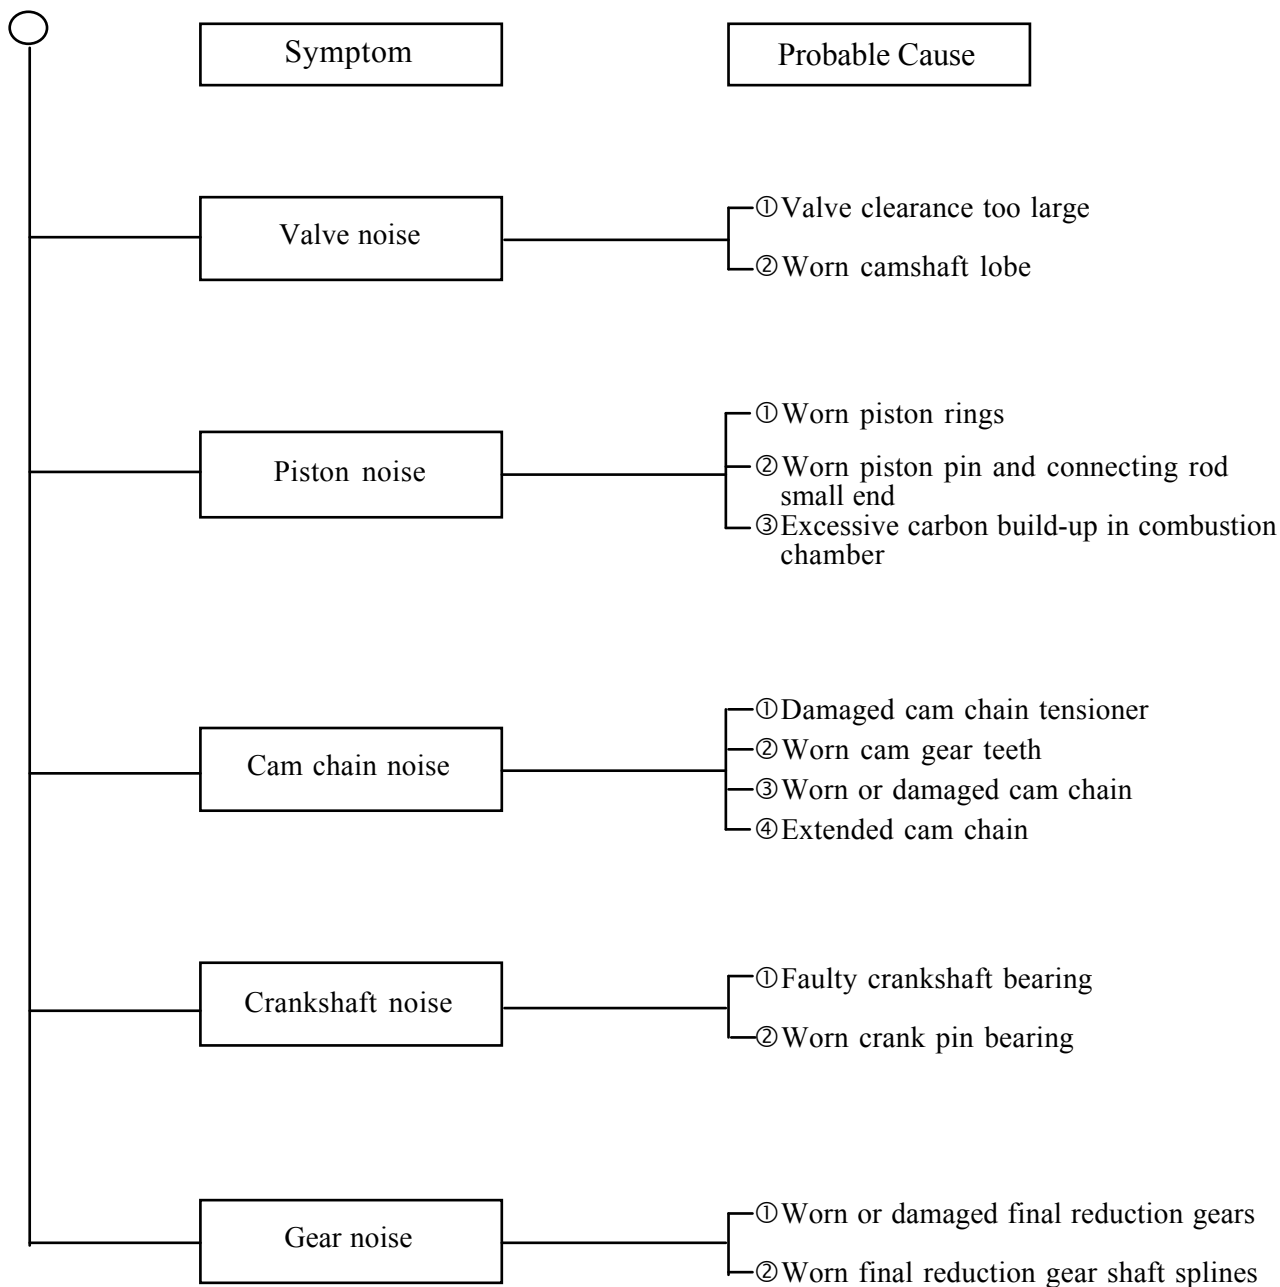 Symptom
Probable Cause
Valve noise
①Valve clearance too large
②Worn camshaft lobe
Piston noise
①Worn piston rings
②Worn piston pin and connecting rod
small end
③Excessive carbon build-up in combustion
chamber
Cam chain noise
①Damaged cam chain tensioner
②Worn cam gear teeth
③Worn or damaged cam chain
④Extended cam chain
Crankshaft noise
①Faulty crankshaft bearing
②Worn crank pin bearing
Gear noise
①Worn or damaged final reduction gears
②Worn final reduction gear shaft splines